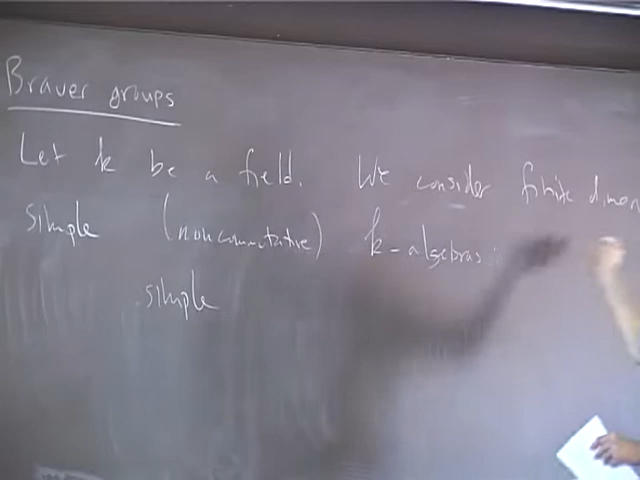 Brauer groups
Let k be a field. We consider finite dimen
simple (noncommutative) k-algebras:
simple